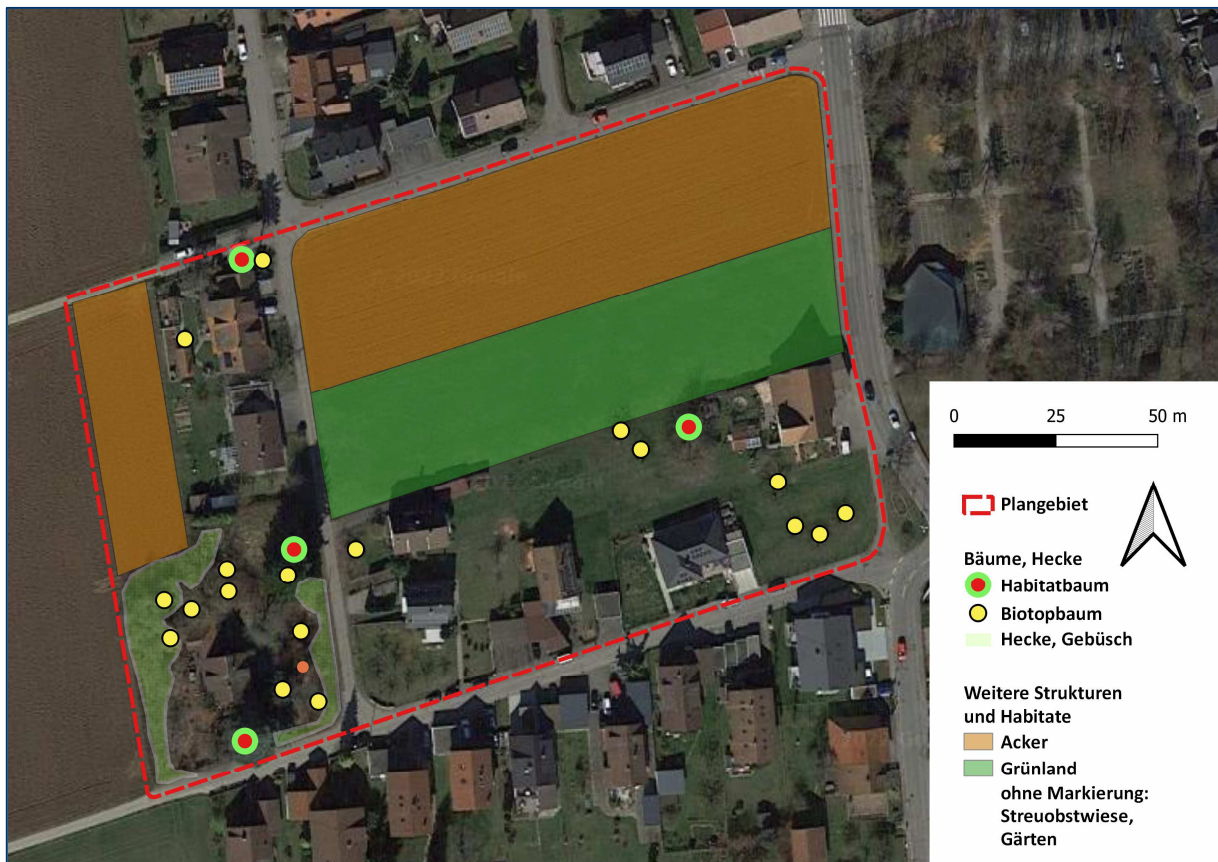 0 25 50 m
Plangebiet
Bäume, Hecke
Habitatbaum
Biotopbaum
Hecke, Gebüsch
Weitere Strukturen
und Habitate
Acker
Grünland
ohne Markierung:
Streuobstwiese,
Gärten